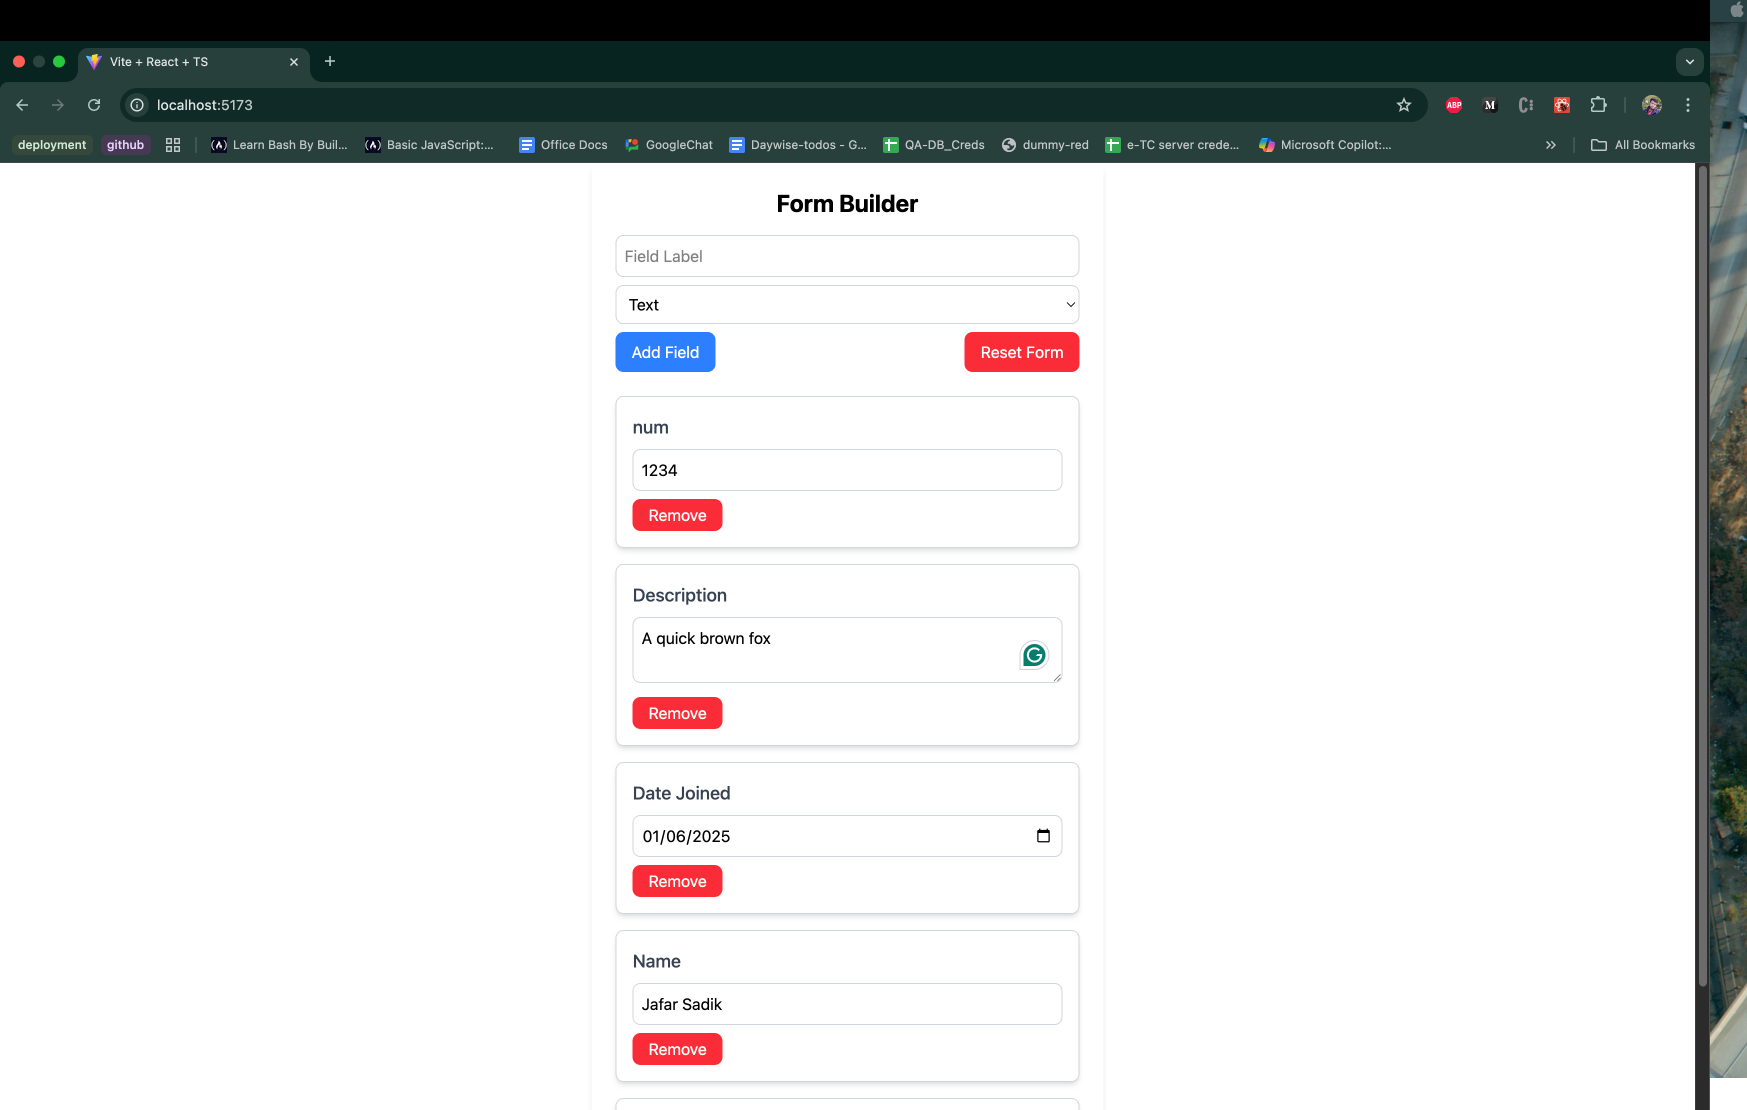 Vite + React + TS
localhost:5173
ABP
M
deployment github Learn Bash By Buil... Basic JavaScript:... Office Docs GoogleChat Daywise-todos - G... QA-DB_Creds dummy-red e-TC server crede... Microsoft Copilot:... All Bookmarks
Form Builder
Field Label
Text
Add Field Reset Form
num
1234
Remove
Description
A quick brown fox
Remove
Date Joined
01/06/2025
Remove
Name
Jafar Sadik
Remove